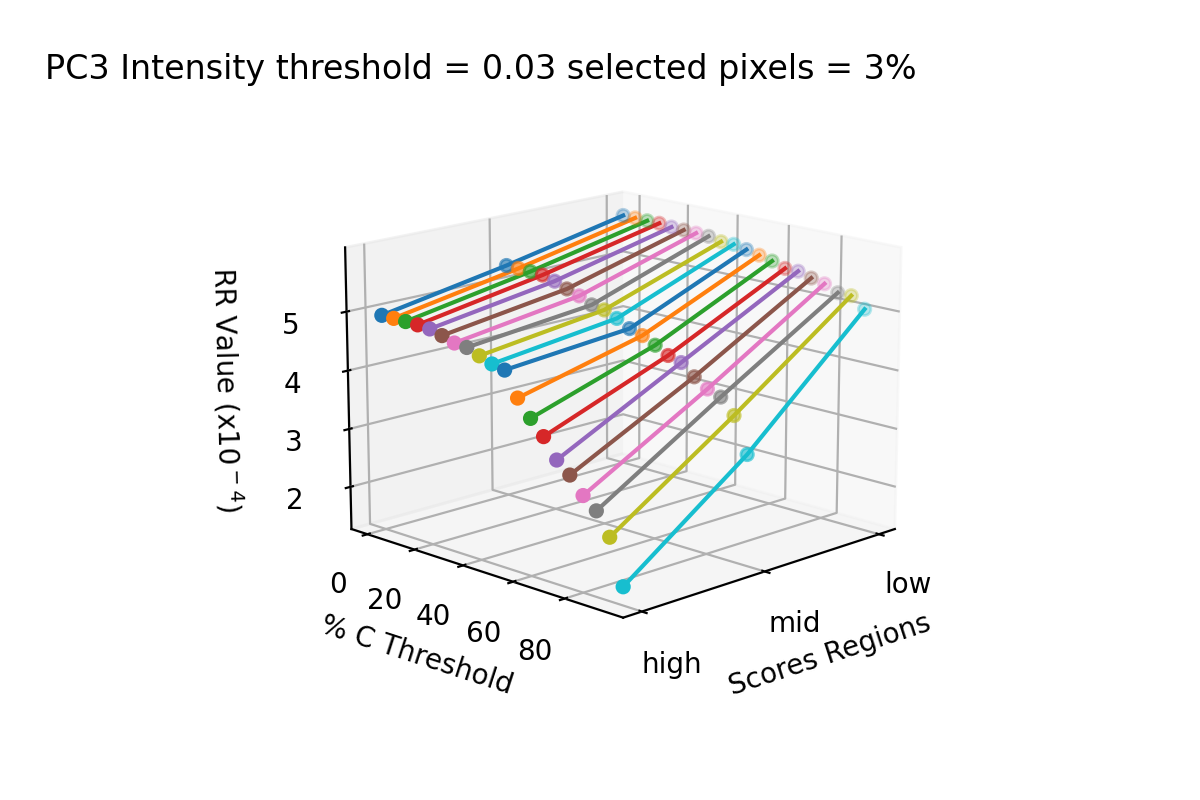 PC3 Intensity threshold = 0.03 selected pixels = 3%
RR Value (x10⁻⁴)
5
4
3
2
0
20
40
60
80
% C Threshold
high
mid
low
Scores Regions